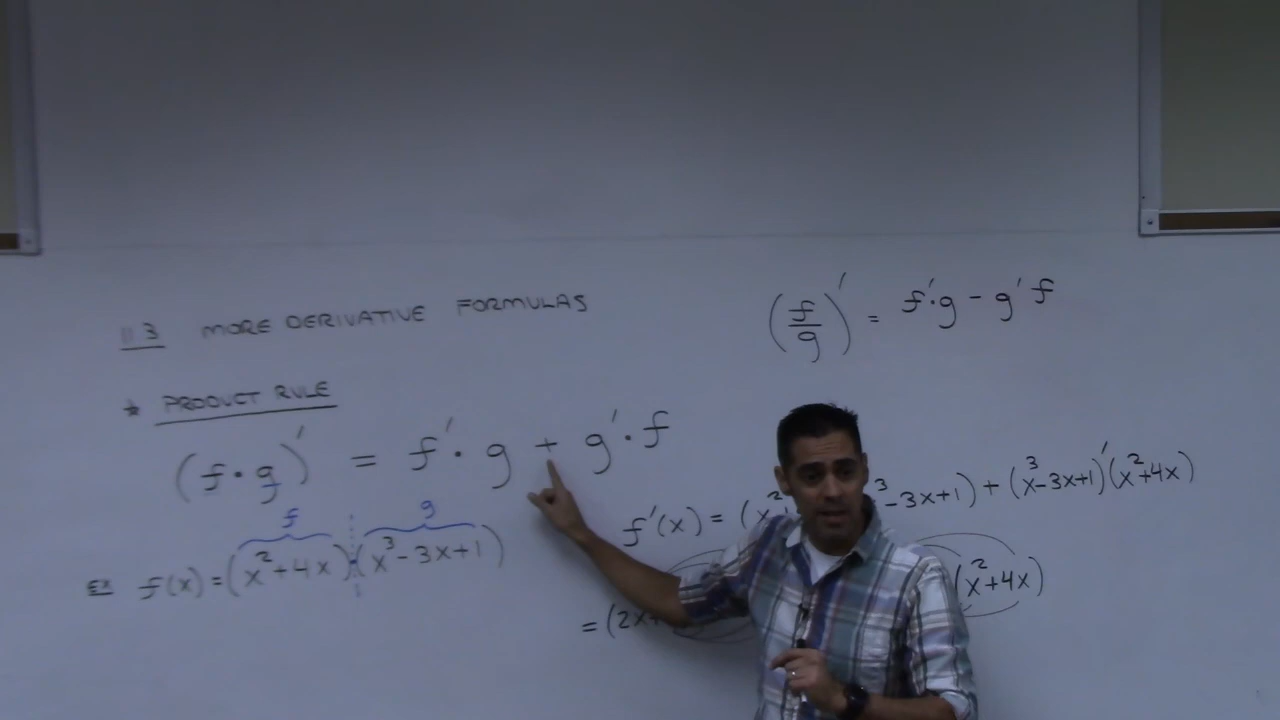 11.3 MORE DERIVATIVE FORMULAS
(f/g)' = f'·g - g' f
* PRODUCT RULE
(f · g)' = f' · g + g' · f
f g
EX f(x) = (x²+4x)·(x³-3x+1)
f'(x) = (x² ³-3x+1) + (x³-3x+1)'(x²+4x)
= (2x+ (x²+4x)